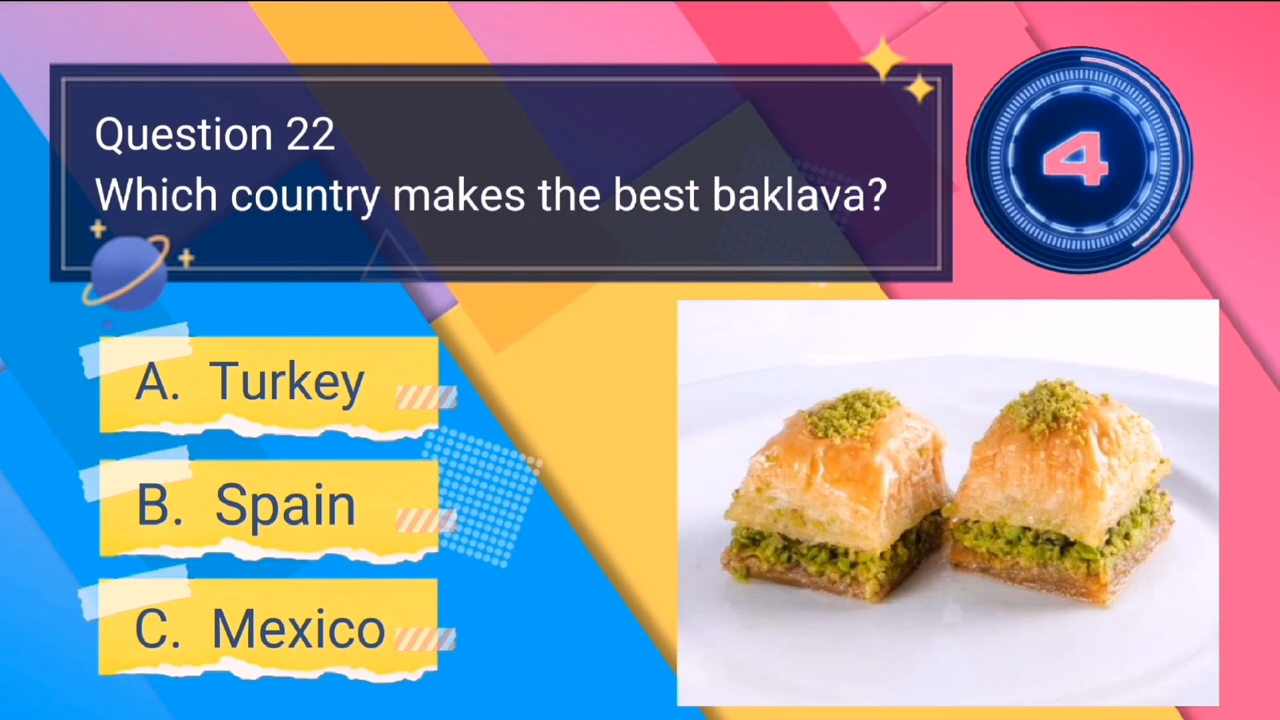 Question 22
Which country makes the best baklava?
4
A. Turkey
B. Spain
C. Mexico